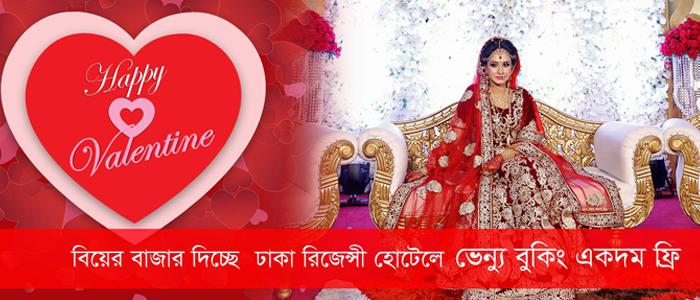 Happy
Valentine
বিয়ের বাজার দিচ্ছে ঢাকা রিজেন্সী হোটেলে ভেন্যু বুকিং একদম ফ্রি